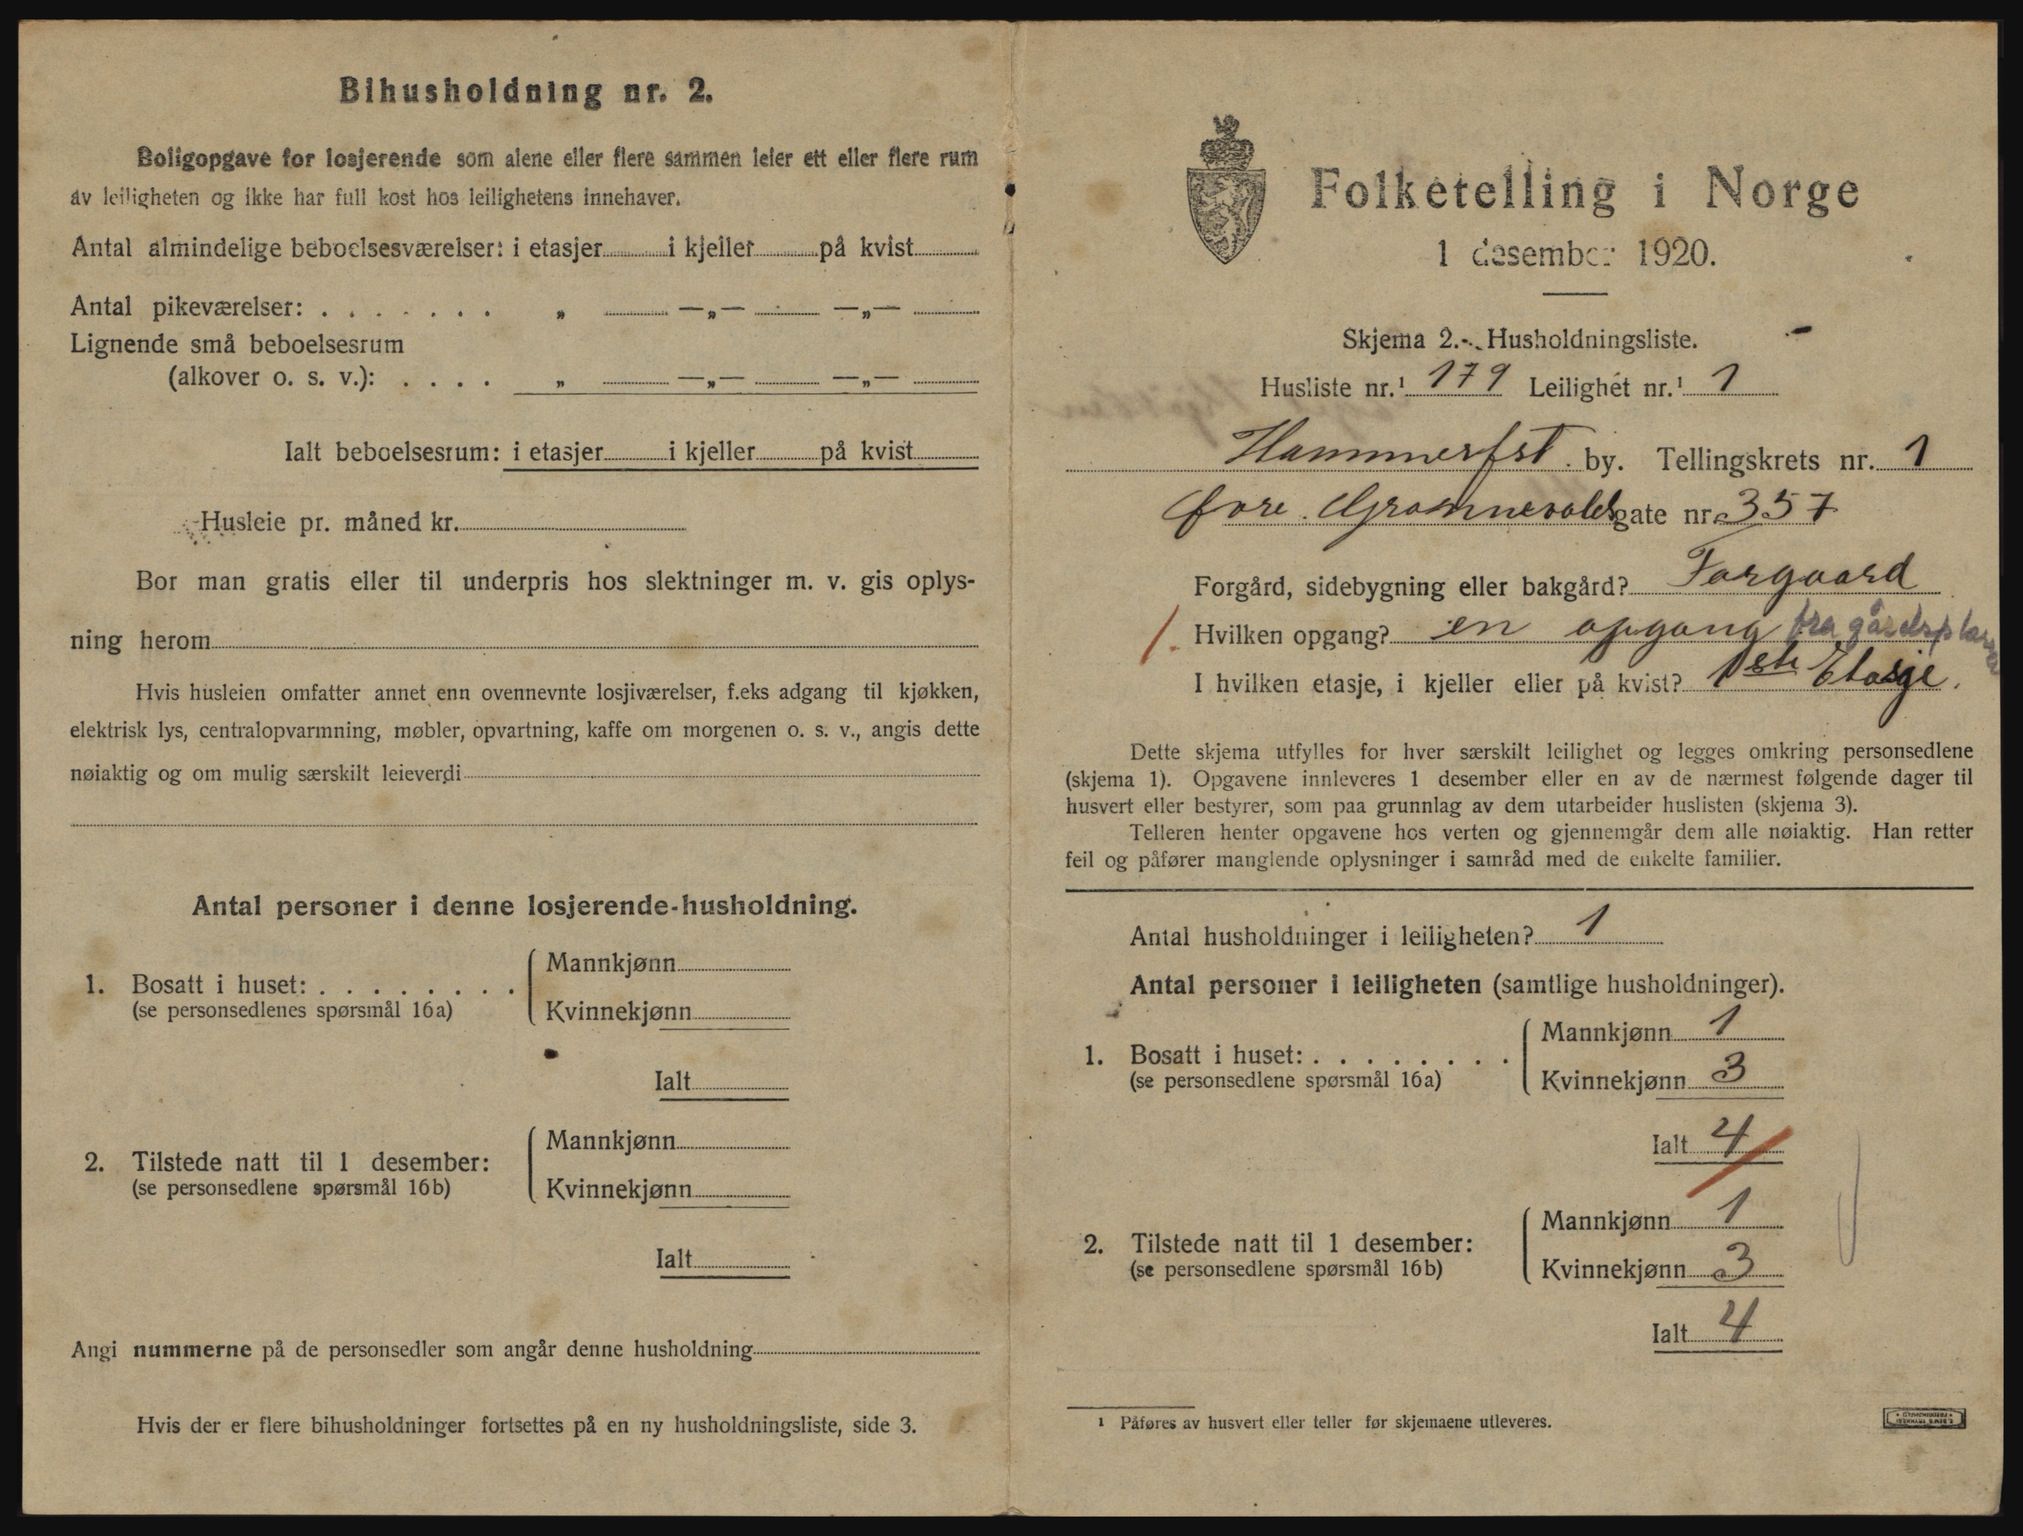 Bihusholdning nr. 2.
Boligopgave for losjerende som alene eller flere sammen leier ett eller flere rum
av leiligheten og ikke har full kost hos leilighetens innehaver.
Antal almindelige beboelsesværelser: i etasjer i kjeller på kvist
Antal pikeværelser: . . . . . . . „ —„— —„—
Lignende små beboelsesrum
(alkover o. s. v.): . . . . „ —„— —„—
Ialt beboelsesrum: i etasjer i kjeller på kvist
Husleie pr. måned kr.
Bor man gratis eller til underpris hos slektninger m. v. gis oplys-
ning herom
Hvis husleien omfatter annet enn ovennevnte losjiværelser, f.eks adgang til kjøkken,
elektrisk lys, centralopvarmning, møbler, opvartning, kaffe om morgenen o. s. v., angis dette
nøiaktig og om mulig særskilt leieverdi
Antal personer i denne losjerende-husholdning.
1. Bosatt i huset: . . . . . . . .
(se personsedlenes spørsmål 16a)
Mannkjønn
Kvinnekjønn
Ialt
2. Tilstede natt til 1 desember:
(se personsedlene spørsmål 16b)
Mannkjønn
Kvinnekjønn
Ialt
Angi nummerne på de personsedler som angår denne husholdning
Hvis der er flere bihusholdninger fortsettes på en ny husholdningsliste, side 3.
Folketelling i Norge
1 desember 1920.
Skjema 2. Husholdningsliste.
Husliste nr.¹ 179 Leilighet nr.¹ 1
Hammerfst. by. Tellingskrets nr. 1
Øvre. Grønnevoldsgate nr. 357
Forgård, sidebygning eller bakgård? Forgaard
1. Hvilken opgang? en opgang fra gårdsplassen
I hvilken etasje, i kjeller eller på kvist? 1ste Etasje.
Dette skjema utfylles for hver særskilt leilighet og legges omkring personsedlene
(skjema 1). Opgavene innleveres 1 desember eller en av de nærmest følgende dager til
husvert eller bestyrer, som paa grunnlag av dem utarbeider huslisten (skjema 3).
Telleren henter opgavene hos verten og gjennemgår dem alle nøiaktig. Han retter
feil og påfører manglende oplysninger i samråd med de enkelte familier.
Antal husholdninger i leiligheten? 1
Antal personer i leiligheten (samtlige husholdninger).
1. Bosatt i huset: . . . . . . . .
(se personsedlene spørsmål 16a)
Mannkjønn 1
Kvinnekjønn 3
Ialt 4
2. Tilstede natt til 1 desember:
(se personsedlene spørsmål 16b)
Mannkjønn 1
Kvinnekjønn 3
Ialt 4
¹ Påføres av husvert eller teller før skjemaene utleveres.